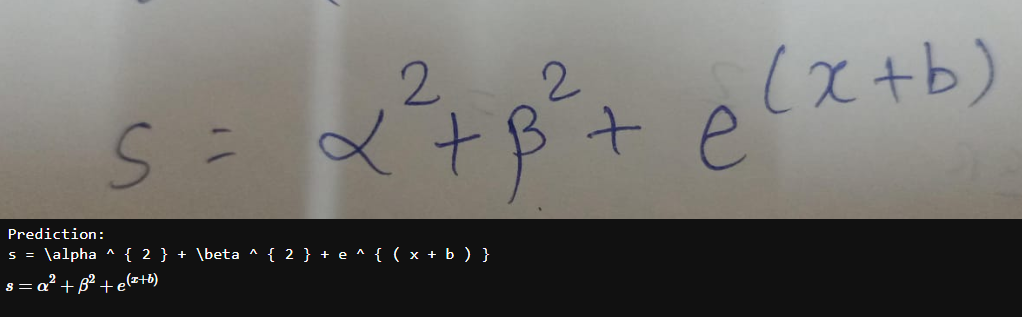 s = α² + β² + e^(x+b)
Prediction:
s = \alpha ^ { 2 } + \beta ^ { 2 } + e ^ { ( x + b ) }
s = α² + β² + e^(x+b)